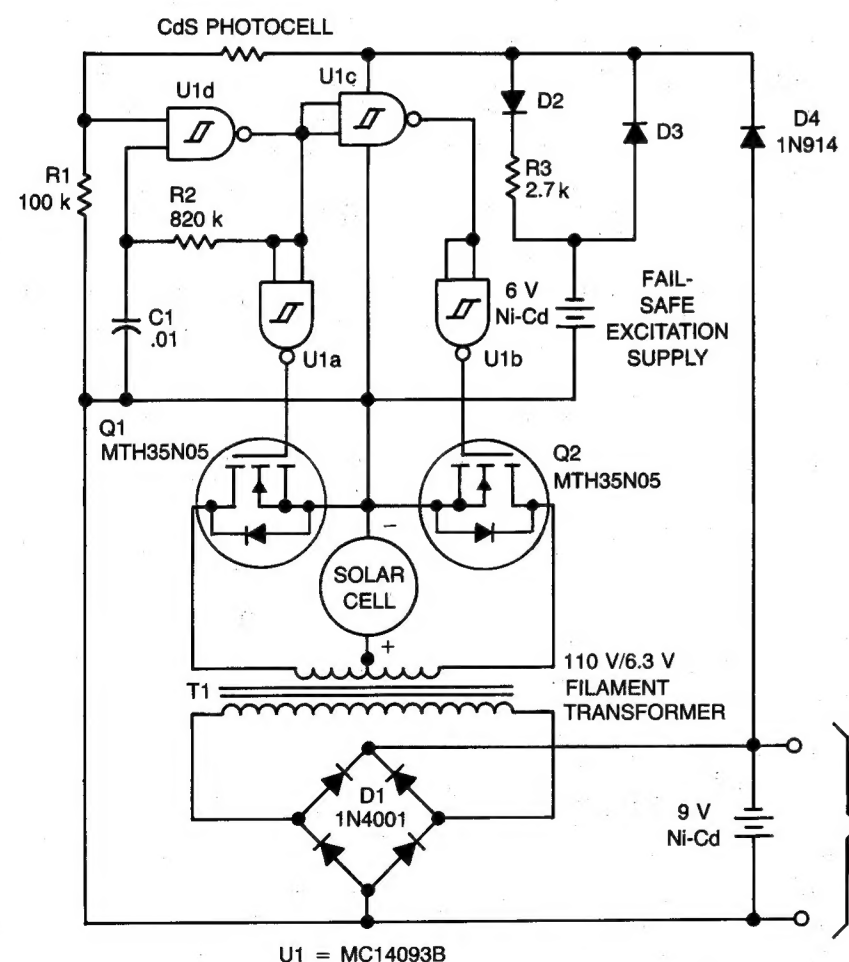 CdS PHOTOCELL
U1d
U1c
D2
D3
D4
1N914
R1
100 k
R2
820 k
R3
2.7 k
C1
.01
U1a
6 V
Ni-Cd
U1b
FAIL-
SAFE
EXCITATION
SUPPLY
Q1
MTH35N05
Q2
MTH35N05
−
SOLAR
CELL
+
T1
110 V/6.3 V
FILAMENT
TRANSFORMER
D1
1N4001
9 V
Ni-Cd
U1 = MC14093B